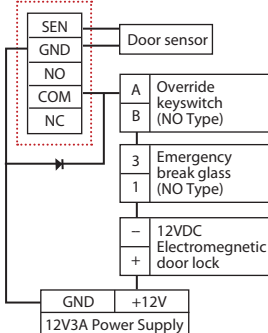 SEN
GND
NO
COM
NC
Door sensor
A
B
Override
keyswitch
(NO Type)
3
1
Emergency
break glass
(NO Type)
–
+
12VDC
Electromegnetic
door lock
GND +12V
12V3A Power Supply